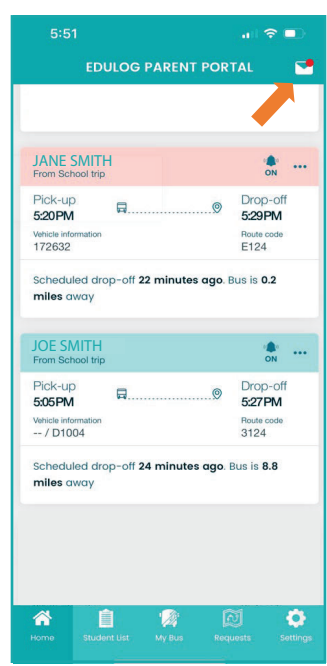 5:51
EDULOG PARENT PORTAL
JANE SMITH
From School trip
ON
Pick-up
Drop-off
5:20PM
5:29PM
Vehicle information
Route code
172632
E124
Scheduled drop-off 22 minutes ago. Bus is 0.2
miles away
JOE SMITH
From School trip
ON
Pick-up
Drop-off
5:05PM
5:27PM
Vehicle information
Route code
-- / D1004
3124
Scheduled drop-off 24 minutes ago. Bus is 8.8
miles away
Home
Student List
My Bus
Requests
Settings